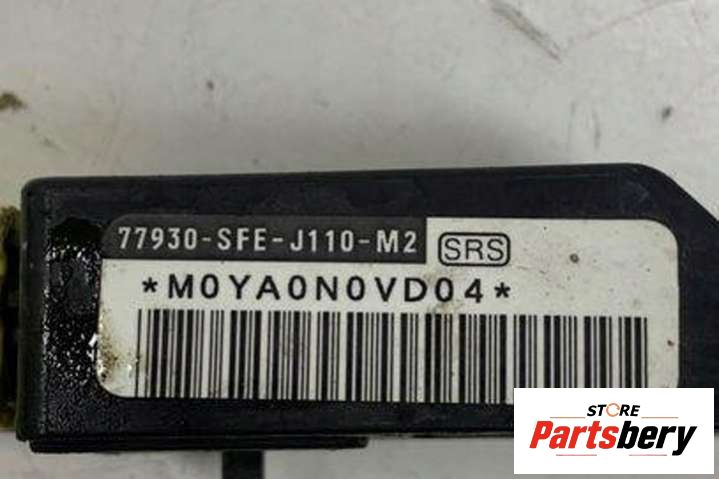 77930-SFE-J110-M2
SRS
*M0YA0N0VD04*
STORE
Partsbery